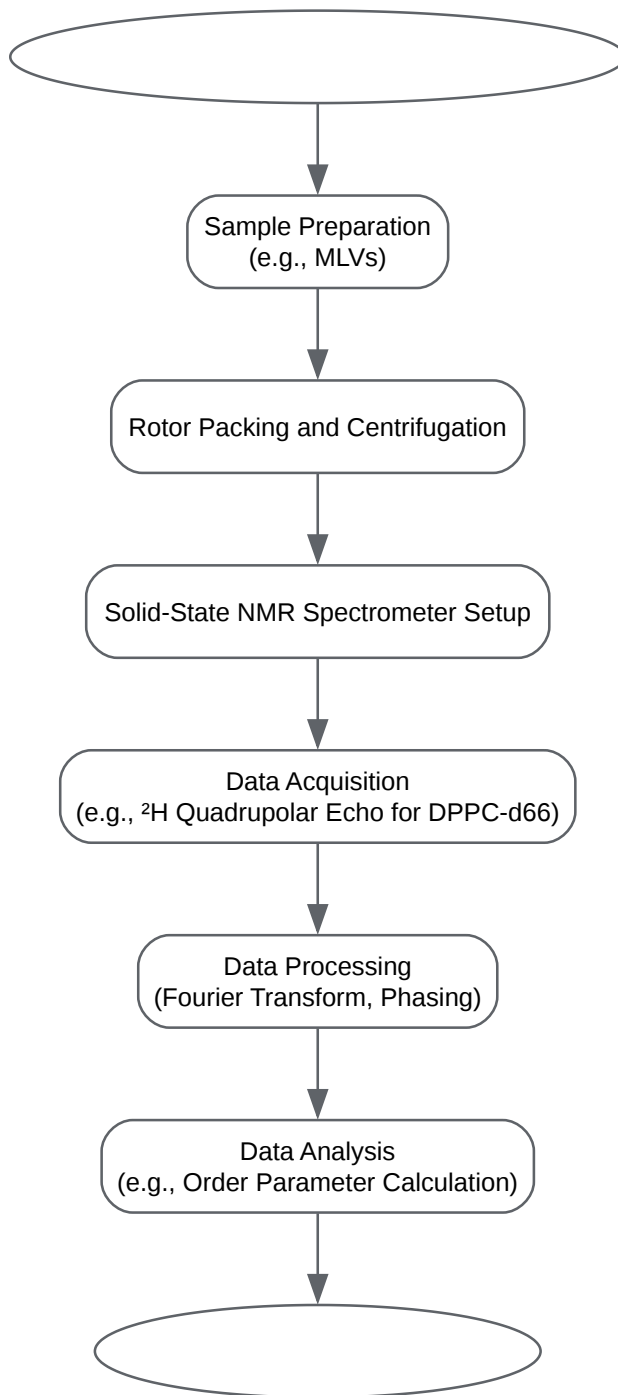 Sample Preparation
(e.g., MLVs)
Rotor Packing and Centrifugation
Solid-State NMR Spectrometer Setup
Data Acquisition
(e.g., ²H Quadrupolar Echo for DPPC-d66)
Data Processing
(Fourier Transform, Phasing)
Data Analysis
(e.g., Order Parameter Calculation)